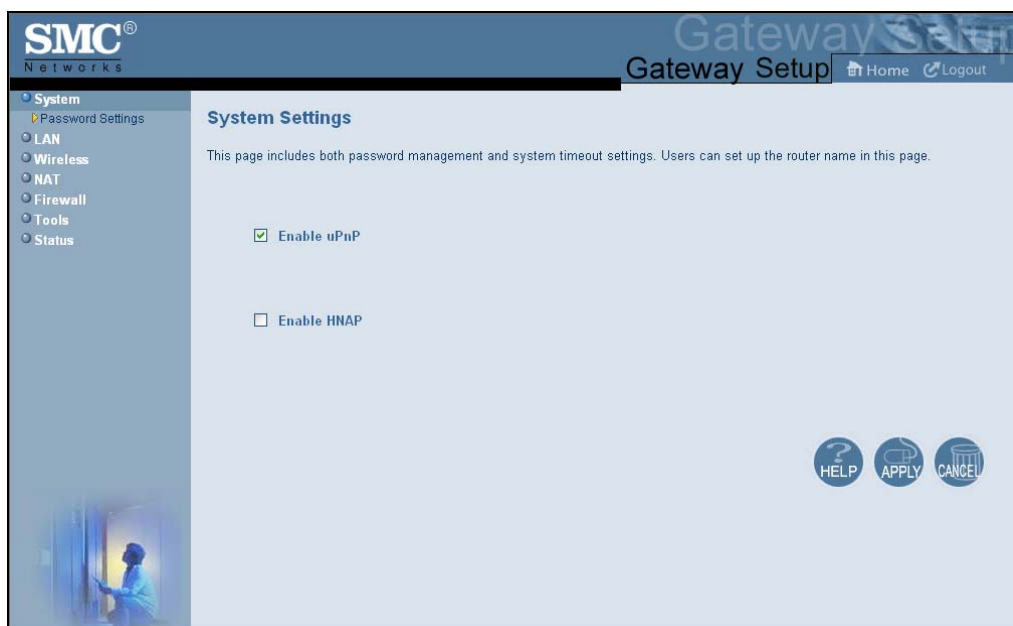 SMC®
Networks
Gateway Setup
Gateway Setup
Home
Logout
System
Password Settings
LAN
Wireless
NAT
Firewall
Tools
Status
System Settings
This page includes both password management and system timeout settings. Users can set up the router name in this page.
Enable uPnP
Enable HNAP
HELP
APPLY
CANCEL